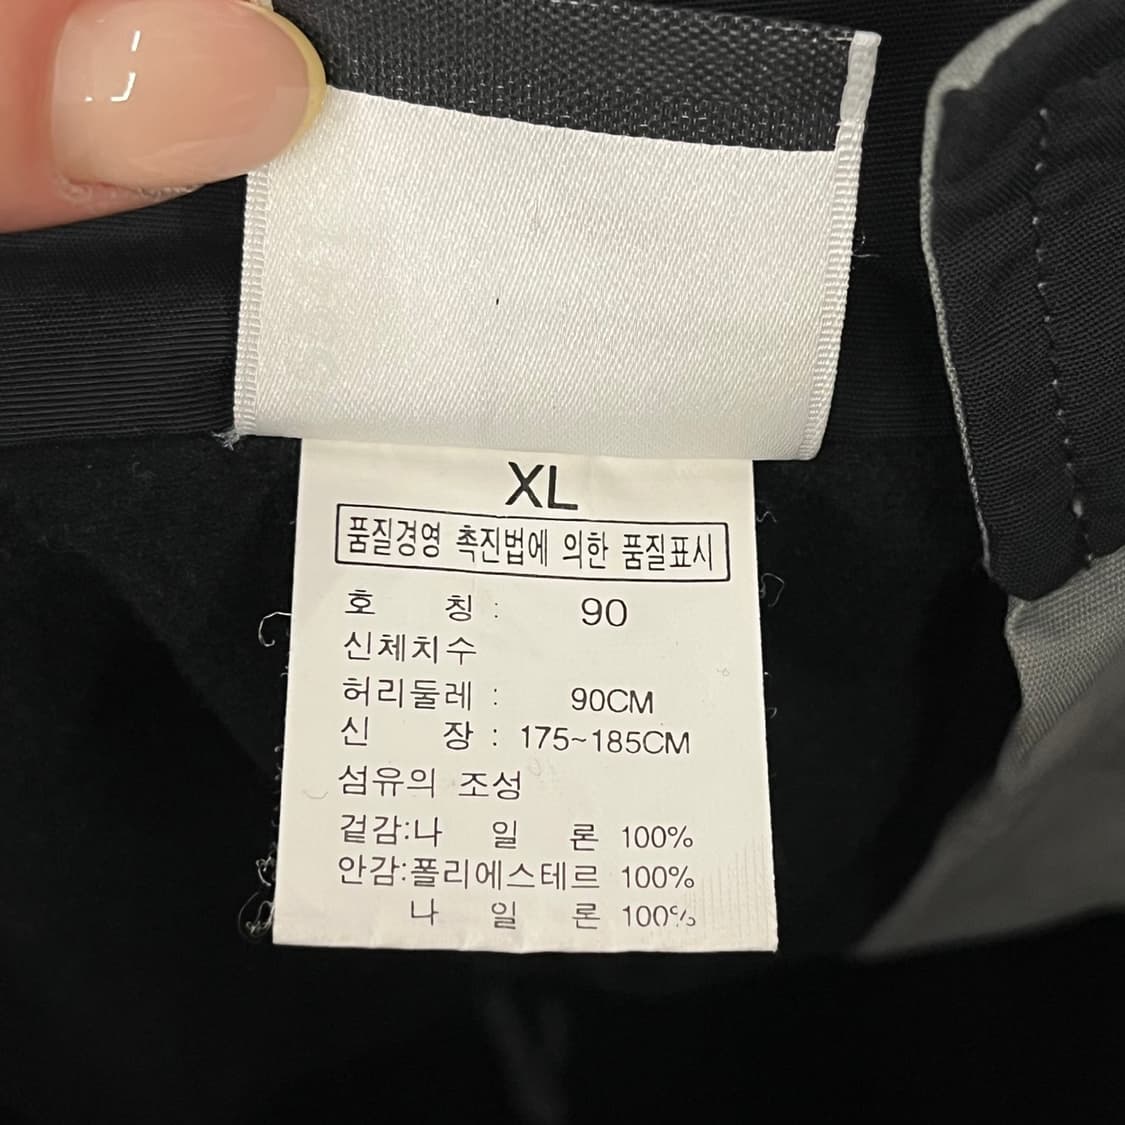 XL
품질경영 촉진법에 의한 품질표시
호 칭 : 90
신체치수
허리둘레 : 90CM
신 장 : 175~185CM
섬유의 조성
겉감:나 일 론 100%
안감:폴리에스테르 100%
나 일 론 100%